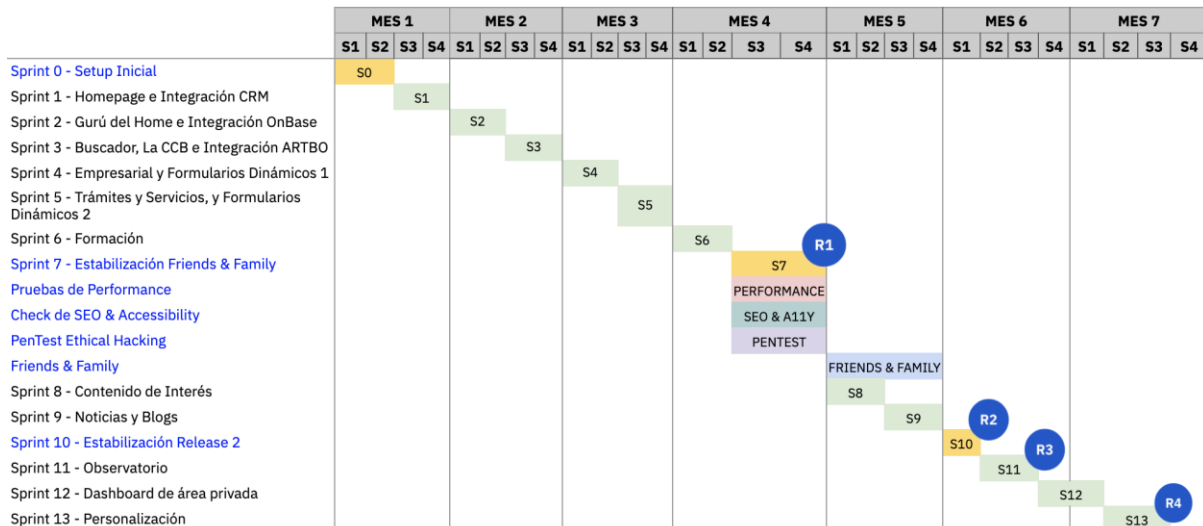 MES 1 MES 2 MES 3 MES 4 MES 5 MES 6 MES 7
S1 S2 S3 S4 S1 S2 S3 S4 S1 S2 S3 S4 S1 S2 S3 S4 S1 S2 S3 S4 S1 S2 S3 S4 S1 S2 S3 S4
Sprint 0 - Setup Inicial S0
Sprint 1 - Homepage e Integración CRM S1
Sprint 2 - Gurú del Home e Integración OnBase S2
Sprint 3 - Buscador, La CCB e Integración ARTBO S3
Sprint 4 - Empresarial y Formularios Dinámicos 1 S4
Sprint 5 - Trámites y Servicios, y Formularios
Dinámicos 2 S5
Sprint 6 - Formación S6 R1
Sprint 7 - Estabilización Friends & Family S7
Pruebas de Performance PERFORMANCE
Check de SEO & Accessibility SEO & A11Y
PenTest Ethical Hacking PENTEST
Friends & Family FRIENDS & FAMILY
Sprint 8 - Contenido de Interés S8
Sprint 9 - Noticias y Blogs S9 R2
Sprint 10 - Estabilización Release 2 S10 R3
Sprint 11 - Observatorio S11
Sprint 12 - Dashboard de área privada S12 R4
Sprint 13 - Personalización S13